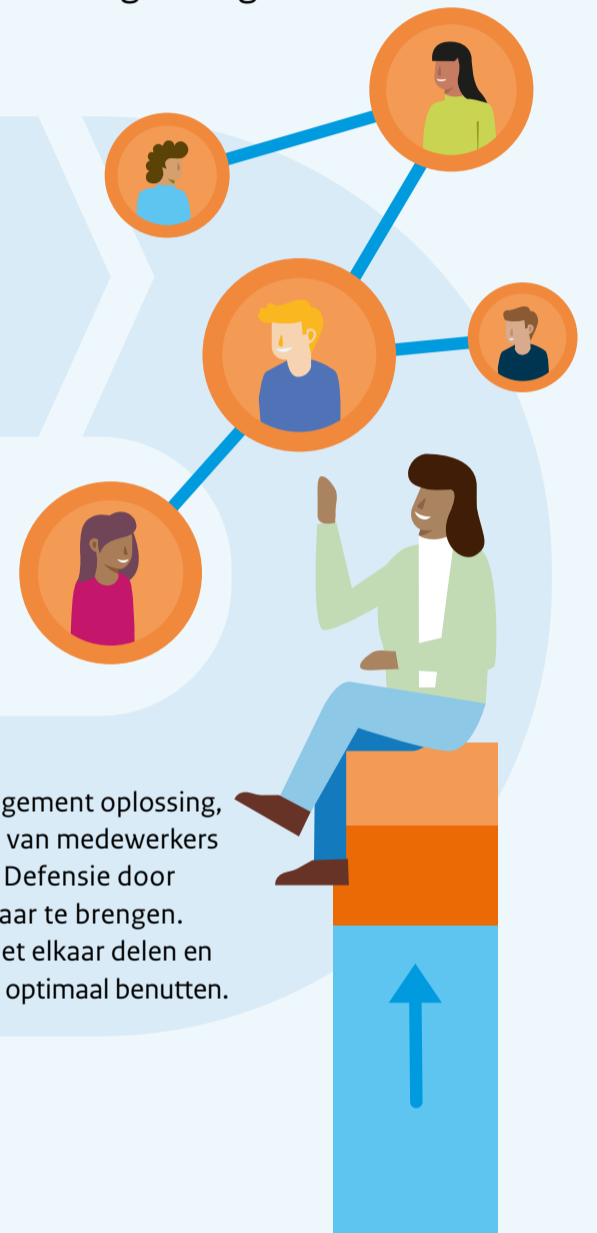 gement oplossing,
van medewerkers
Defensie door
aar te brengen.
et elkaar delen en
optimaal benutten.